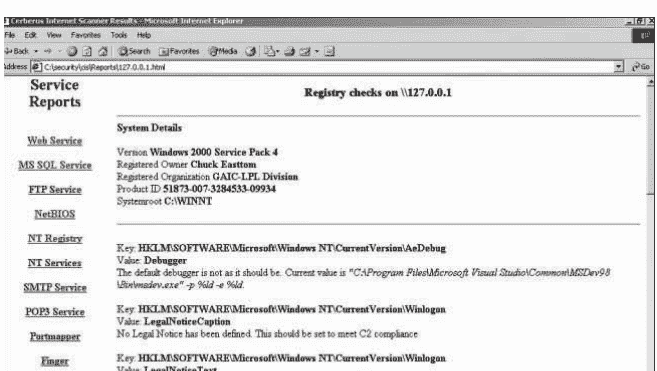 Cerberus Internet Scanner Results - Microsoft Internet Explorer
File Edit View Favorites Tools Help
Back Search Favorites Media
Address C:\security\cis\Reports\127.0.0.1.html Go
Service
Reports
Web Service
MS SQL Service
FTP Service
NetBIOS
NT Registry
NT Services
SMTP Service
POP3 Service
Portmapper
Finger
Registry checks on \\127.0.0.1
System Details
Version Windows 2000 Service Pack 4
Registered Owner Chuck Easttom
Registered Organization GAIC-LPL Division
Product ID 51873-007-3284533-09934
Systemroot C:\WINNT
Key: HKLM\SOFTWARE\Microsoft\Windows NT\CurrentVersion\AeDebug
Value: Debugger
The default debugger is not as it should be. Current value is "C:\Program Files\Microsoft Visual Studio\Common\MSDev98
\Bin\msdev.exe" -p %ld -e %ld.
Key: HKLM\SOFTWARE\Microsoft\Windows NT\CurrentVersion\Winlogon
Value: LegalNoticeCaption
No Legal Notice has been defined. This should be set to meet C2 compliance
Key: HKLM\SOFTWARE\Microsoft\Windows NT\CurrentVersion\Winlogon
Value: LegalNoticeText